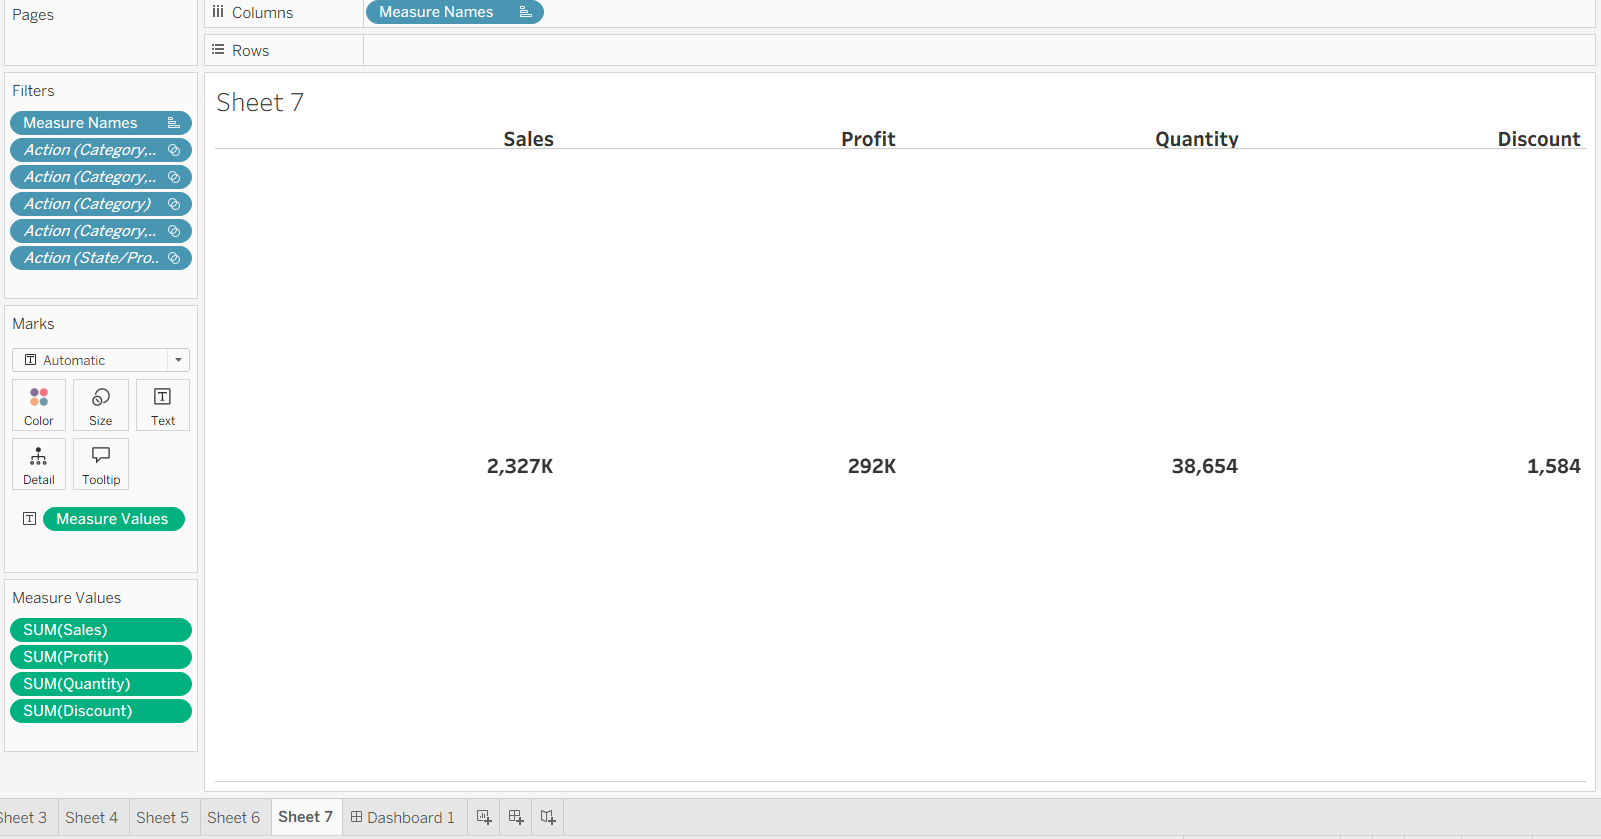 Pages
Columns
Measure Names
Rows
Filters
Measure Names
Action (Category,..
Action (Category,..
Action (Category)
Action (Category,..
Action (State/Pro..
Marks
Automatic
Color
Size
Text
Detail
Tooltip
Measure Values
Measure Values
SUM(Sales)
SUM(Profit)
SUM(Quantity)
SUM(Discount)
Sheet 7
Sales Profit Quantity Discount
2,327K 292K 38,654 1,584
Sheet 3 Sheet 4 Sheet 5 Sheet 6 Sheet 7 Dashboard 1